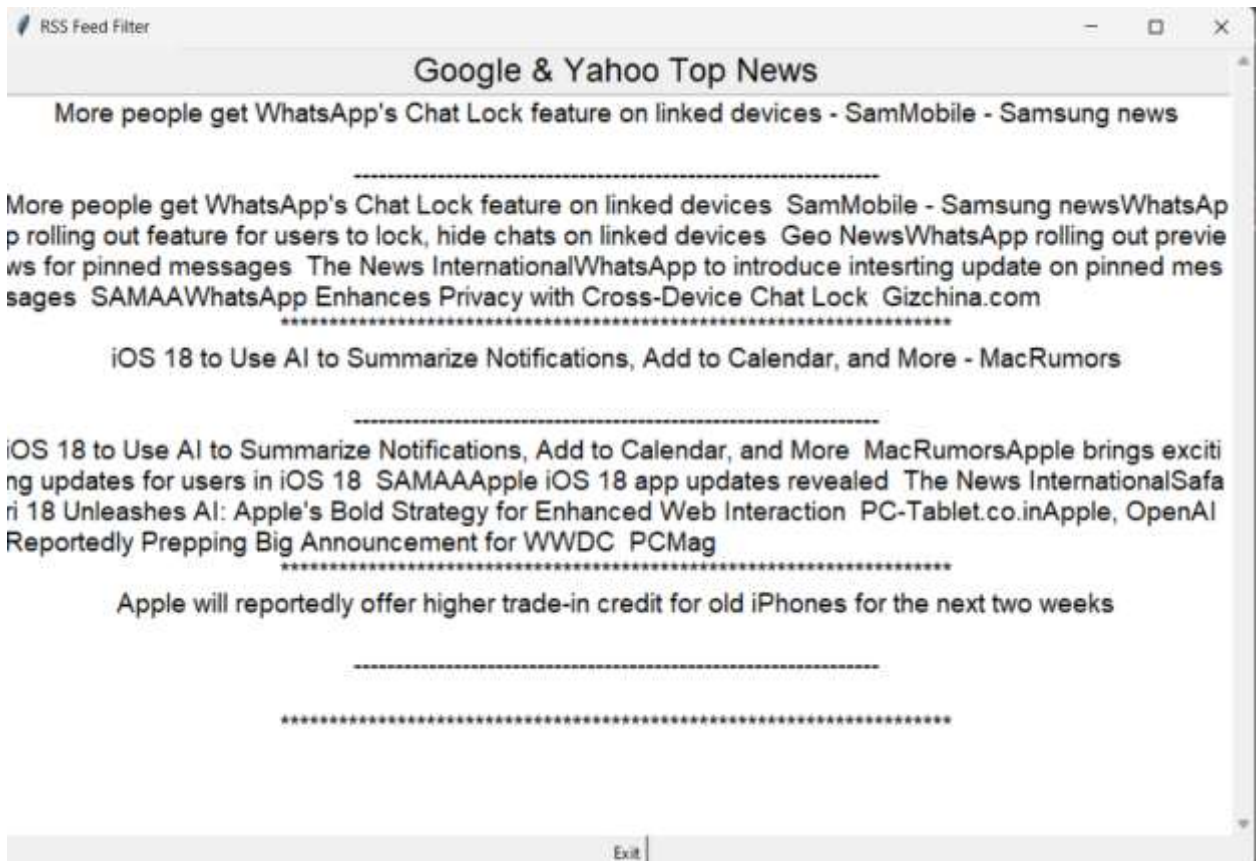 RSS Feed Filter
Google & Yahoo Top News
More people get WhatsApp's Chat Lock feature on linked devices - SamMobile - Samsung news
---------------------------------------------------------------
More people get WhatsApp's Chat Lock feature on linked devices  SamMobile - Samsung newsWhatsAp
p rolling out feature for users to lock, hide chats on linked devices  Geo NewsWhatsApp rolling out previe
ws for pinned messages  The News InternationalWhatsApp to introduce intesrting update on pinned mes
sages  SAMAAWhatsApp Enhances Privacy with Cross-Device Chat Lock  Gizchina.com
**********************************************************************
iOS 18 to Use AI to Summarize Notifications, Add to Calendar, and More - MacRumors
---------------------------------------------------------------
iOS 18 to Use AI to Summarize Notifications, Add to Calendar, and More  MacRumorsApple brings exciti
ng updates for users in iOS 18  SAMAAApple iOS 18 app updates revealed  The News InternationalSafa
ri 18 Unleashes AI: Apple's Bold Strategy for Enhanced Web Interaction  PC-Tablet.co.inApple, OpenAI
Reportedly Prepping Big Announcement for WWDC  PCMag
**********************************************************************
Apple will reportedly offer higher trade-in credit for old iPhones for the next two weeks
---------------------------------------------------------------
**********************************************************************
Exit